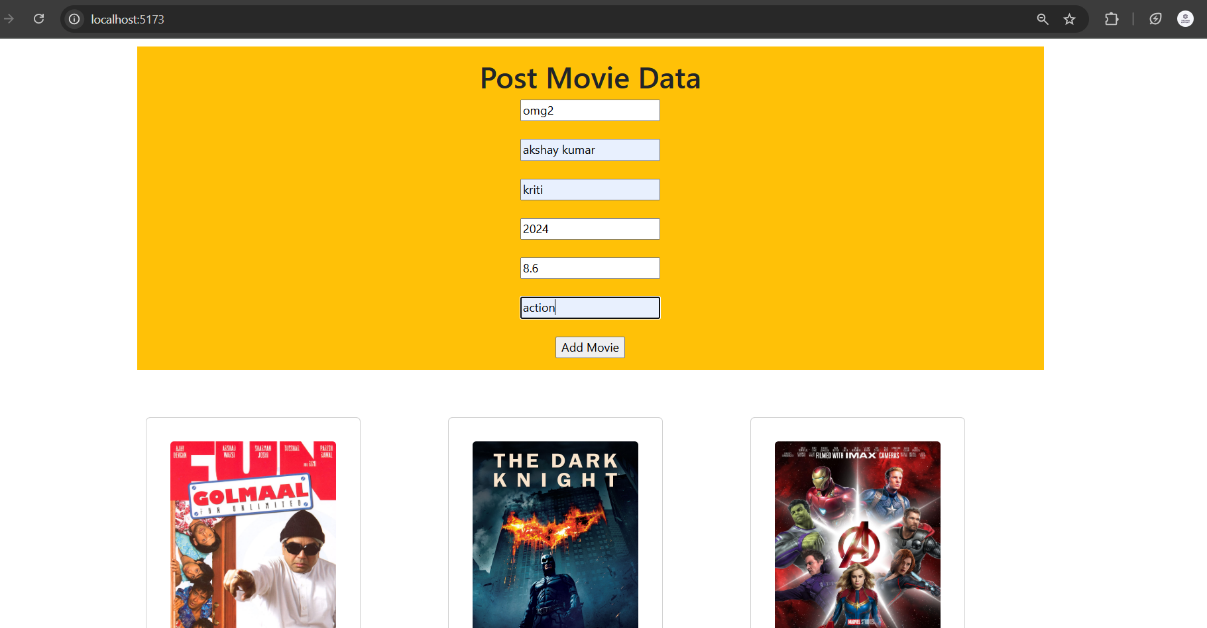 localhost:5173
Post Movie Data
omg2
akshay kumar
kriti
2024
8.6
action
Add Movie
FUN
GOLMAAL
FUN UNLIMITED
THE DARK
KNIGHT
FILMED WITH IMAX CAMERAS